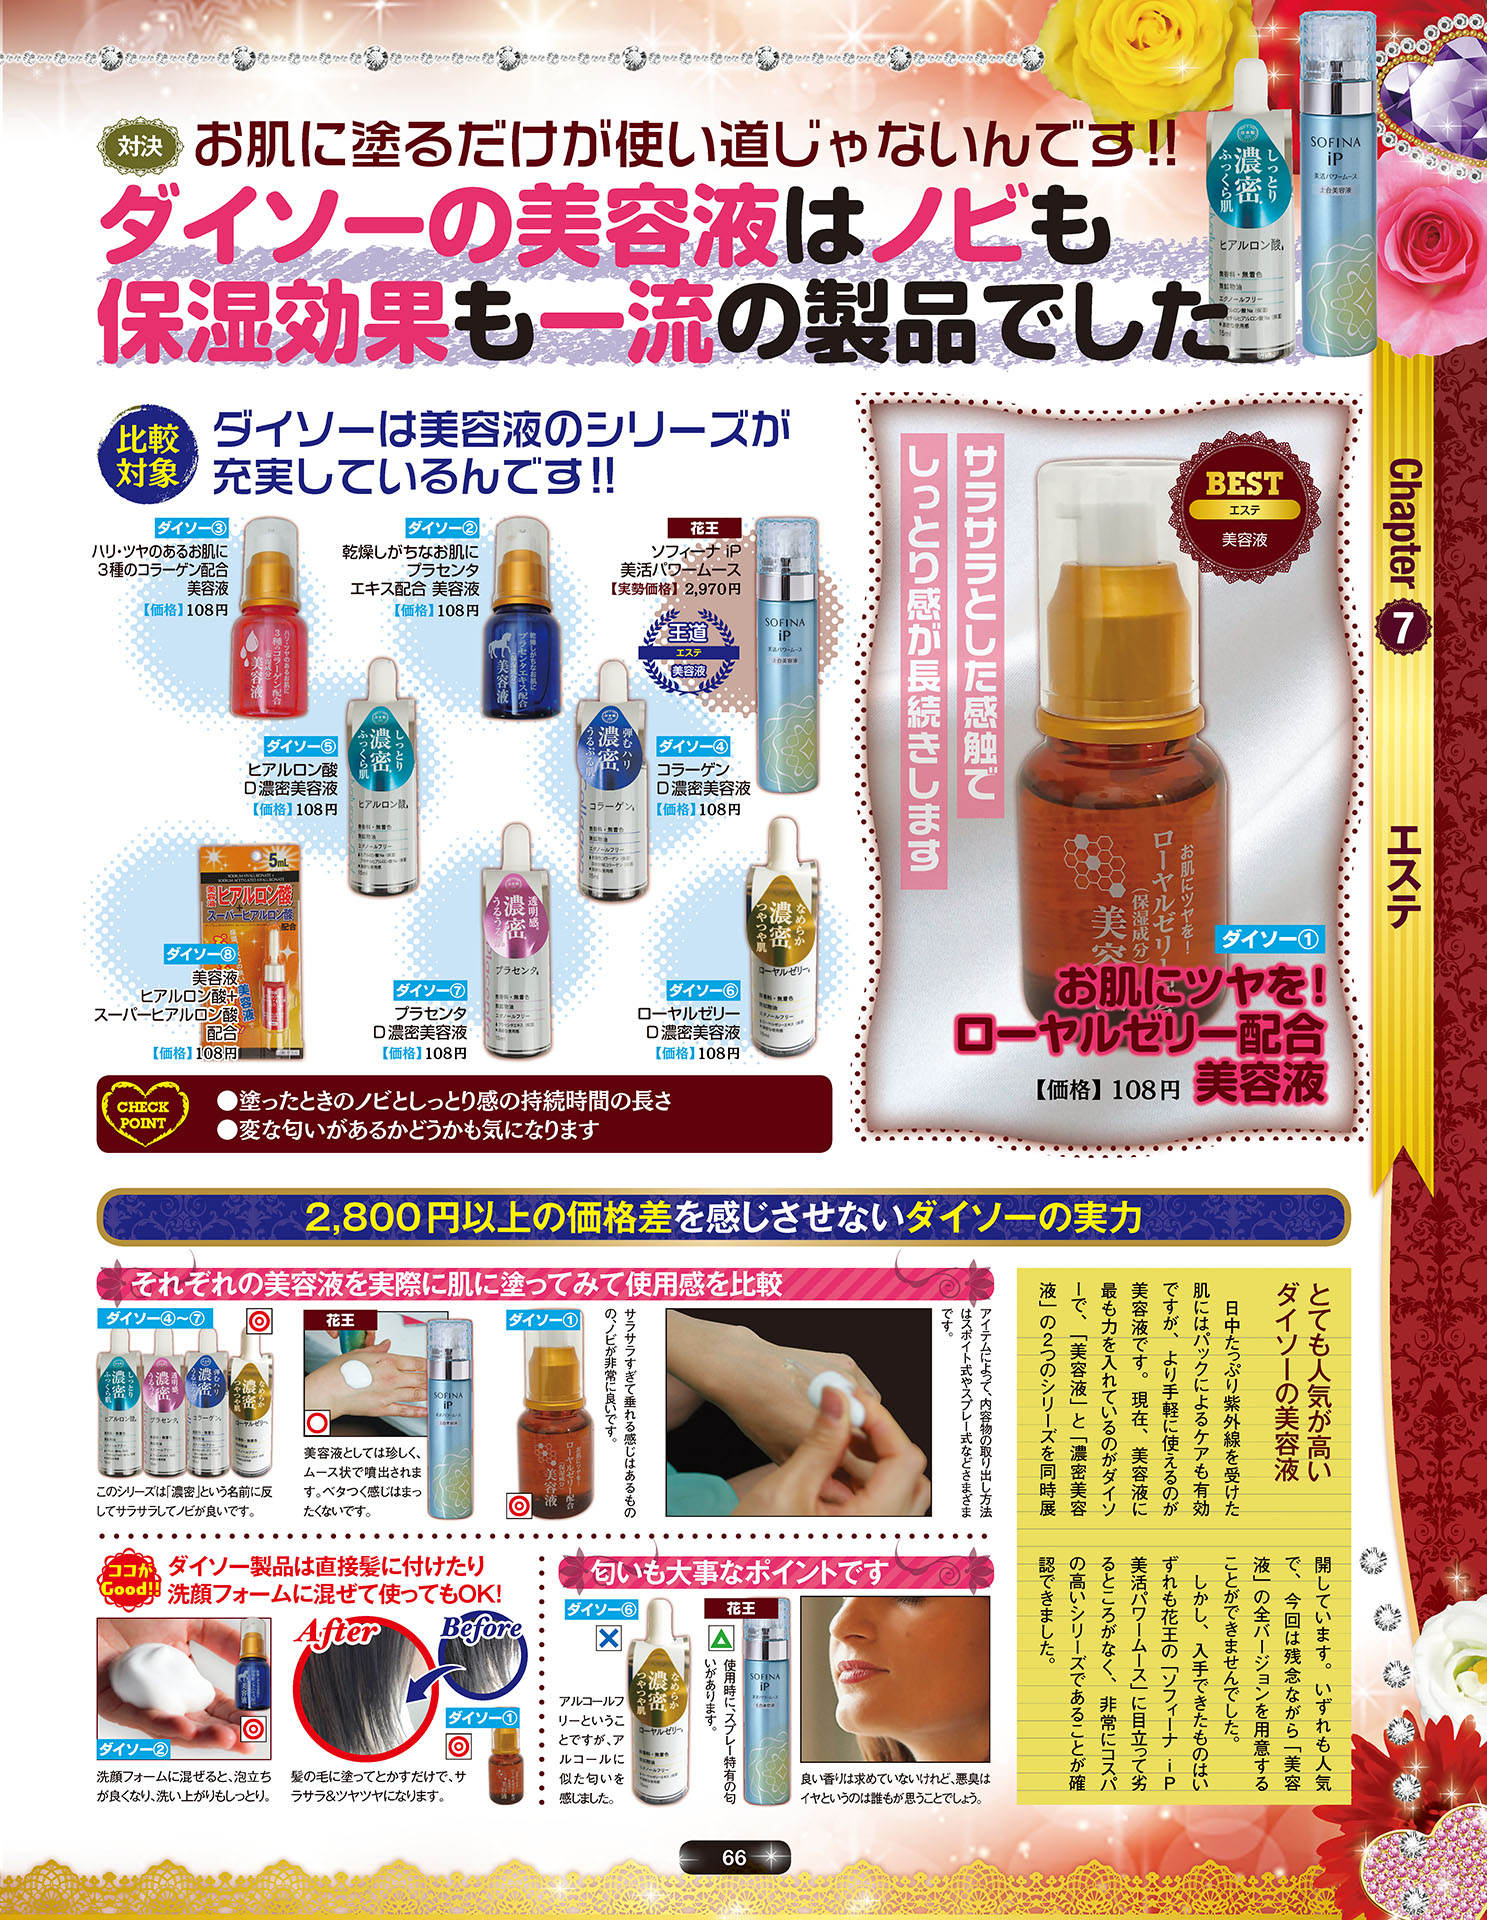 対決
お肌に塗るだけが使い道じゃないんです!!
ダイソーの美容液はノビも
保湿効果も一流の製品でした
しっとり
ふっくら肌
濃密
ヒアルロン酸
SOFINA
iP
美活パワームース
土台美容液
比較
対象
ダイソーは美容液のシリーズが
充実しているんです!!
ダイソー③
ハリ・ツヤのあるお肌に
3種のコラーゲン配合
美容液
【価格】108円
ダイソー②
乾燥しがちなお肌に
プラセンタ
エキス配合 美容液
【価格】108円
花王
ソフィーナ iP
美活パワームース
【実勢価格】2,970円
王道
エステ
美容液
ダイソー⑤
ヒアルロン酸
D濃密美容液
【価格】108円
ダイソー④
コラーゲン
D濃密美容液
【価格】108円
ダイソー⑧
美容液
ヒアルロン酸+
スーパーヒアルロン酸
配合
【価格】108円
ダイソー⑦
プラセンタ
D濃密美容液
【価格】108円
ダイソー⑥
ローヤルゼリー
D濃密美容液
【価格】108円
CHECK
POINT
●塗ったときのノビとしっとり感の持続時間の長さ
●変な匂いがあるかどうかも気になります
サラサラとした感触で
しっとり感が長続きします
BEST
エステ
美容液
ダイソー①
お肌にツヤを!
ローヤルゼリー配合
美容液
【価格】108円
Chapter 7
エステ
2,800円以上の価格差を感じさせないダイソーの実力
それぞれの美容液を実際に肌に塗ってみて使用感を比較
ダイソー④〜⑦
このシリーズは「濃密」という名前に反
してサラサラしてノビが良いです。
花王
美容液としては珍しく、
ムース状で噴出されま
す。ベタつく感じはまっ
たくないです。
ダイソー①
サラサラすぎて垂れる感じはあるもの
の、ノビが非常に良いです。
アイテムによって、内容物の取り出し方法
はスポイト式やスプレー式などさまざま
です。
ココが
Good!!
ダイソー製品は直接髪に付けたり
洗顔フォームに混ぜて使ってもOK!
ダイソー②
洗顔フォームに混ぜると、泡立ち
が良くなり、洗い上がりもしっとり。
After
Before
ダイソー①
髪の毛に塗ってとかすだけで、サ
ラサラ&ツヤツヤになります。
匂いも大事なポイントです
ダイソー⑥
アルコールフ
リーというこ
とですが、ア
ルコールに
似た匂いを
感じました。
花王
使用時に、スプレー特有の匂
いがあります。
良い香りは求めていないけれど、悪臭は
イヤというのは誰もが思うことでしょう。
とても人気が高い
ダイソーの美容液
日中たっぷり紫外線を受けた
肌にはパックによるケアも有効
ですが、より手軽に使えるのが
美容液です。現在、美容液に
最も力を入れているのがダイソ
ーで、「美容液」と「濃密美容
液」の2つのシリーズを同時展
開しています。いずれも人気
で、今回は残念ながら「美容
液」の全バージョンを用意する
ことができませんでした。
しかし、入手できたものはい
ずれも花王の「ソフィーナ iP
美活パワームース」に目立って劣
るところがなく、非常にコスパ
の高いシリーズであることが確
認できました。
66